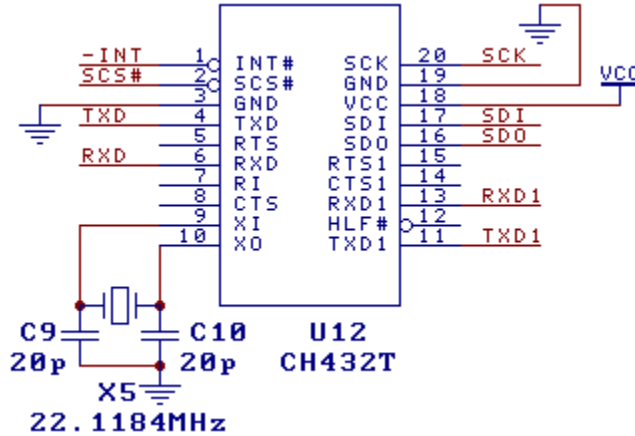 -INT 1 INT# SCK 20 SCK
SCS# 2 SCS# GND 19
3 GND VCC 18 VCC
TXD 4 TXD SDI 17 SDI
5 RTS SDO 16 SDO
RXD 6 RXD RTS1 15
7 RI CTS1 14
8 CTS RXD1 13 RXD1
9 XI HLF# 12
10 XO TXD1 11 TXD1
C9 C10 U12
20p 20p CH432T
X5
22.1184MHz